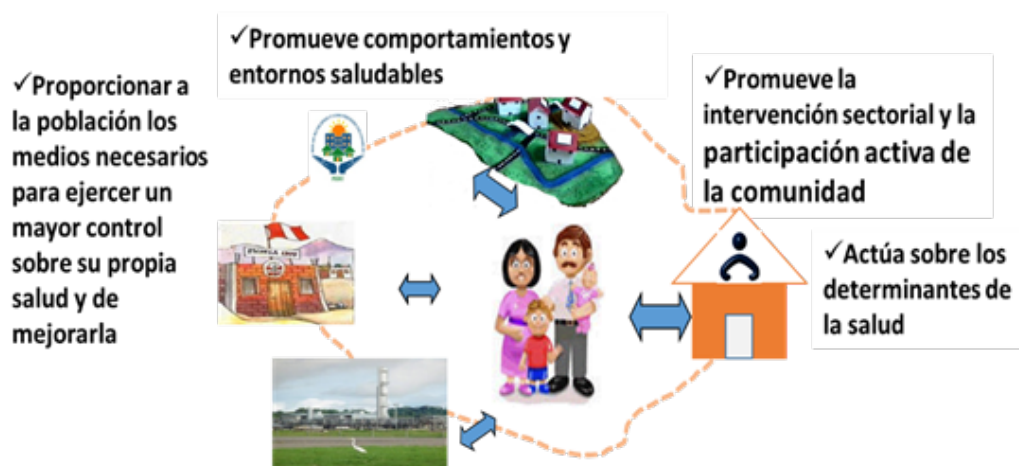 ✓Promueve comportamientos y
entornos saludables
✓Proporcionar a
la población los
medios necesarios
para ejercer un
mayor control
sobre su propia
salud y de
mejorarla
✓Promueve la
intervención sectorial y la
participación activa de
la comunidad
✓Actúa sobre los
determinantes de
la salud